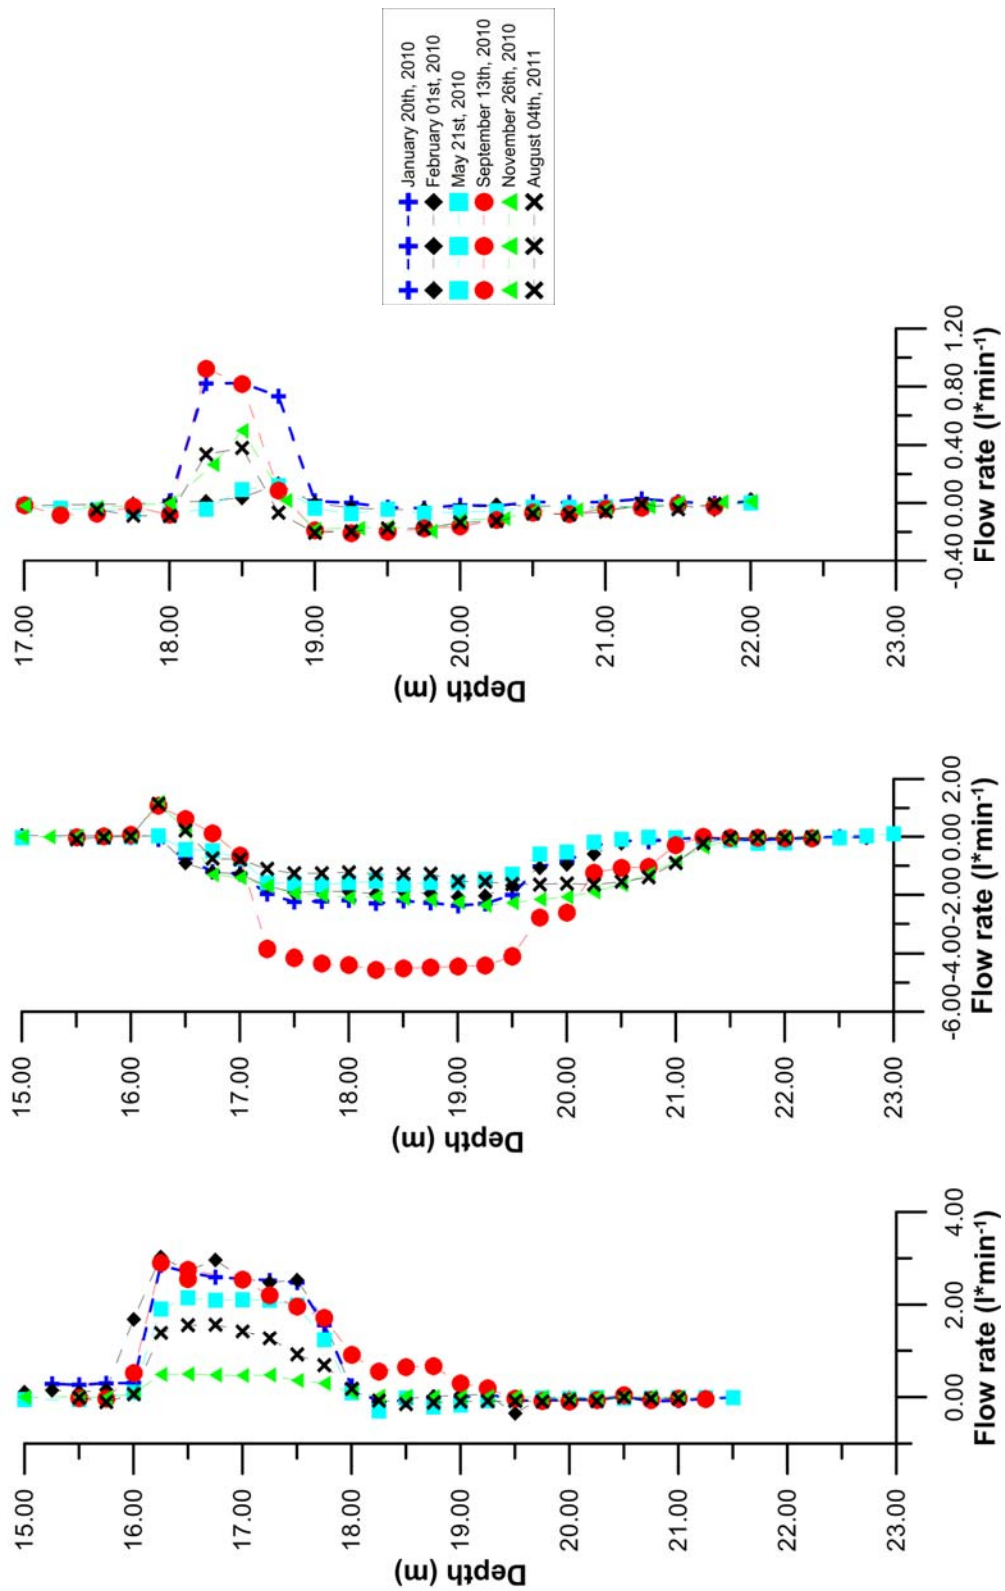 15.00
16.00
17.00
18.00
19.00
20.00
21.00
22.00
23.00
Depth (m)
0.00 2.00 4.00
Flow rate (l*min-1)
15.00
16.00
17.00
18.00
19.00
20.00
21.00
22.00
23.00
Depth (m)
-6.00 -4.00 -2.00 0.00 2.00
Flow rate (l*min-1)
17.00
18.00
19.00
20.00
21.00
22.00
23.00
Depth (m)
-0.40 0.00 0.40 0.80 1.20
Flow rate (l*min-1)
January 20th, 2010
February 01st, 2010
May 21st, 2010
September 13th, 2010
November 26th, 2010
August 04th, 2011